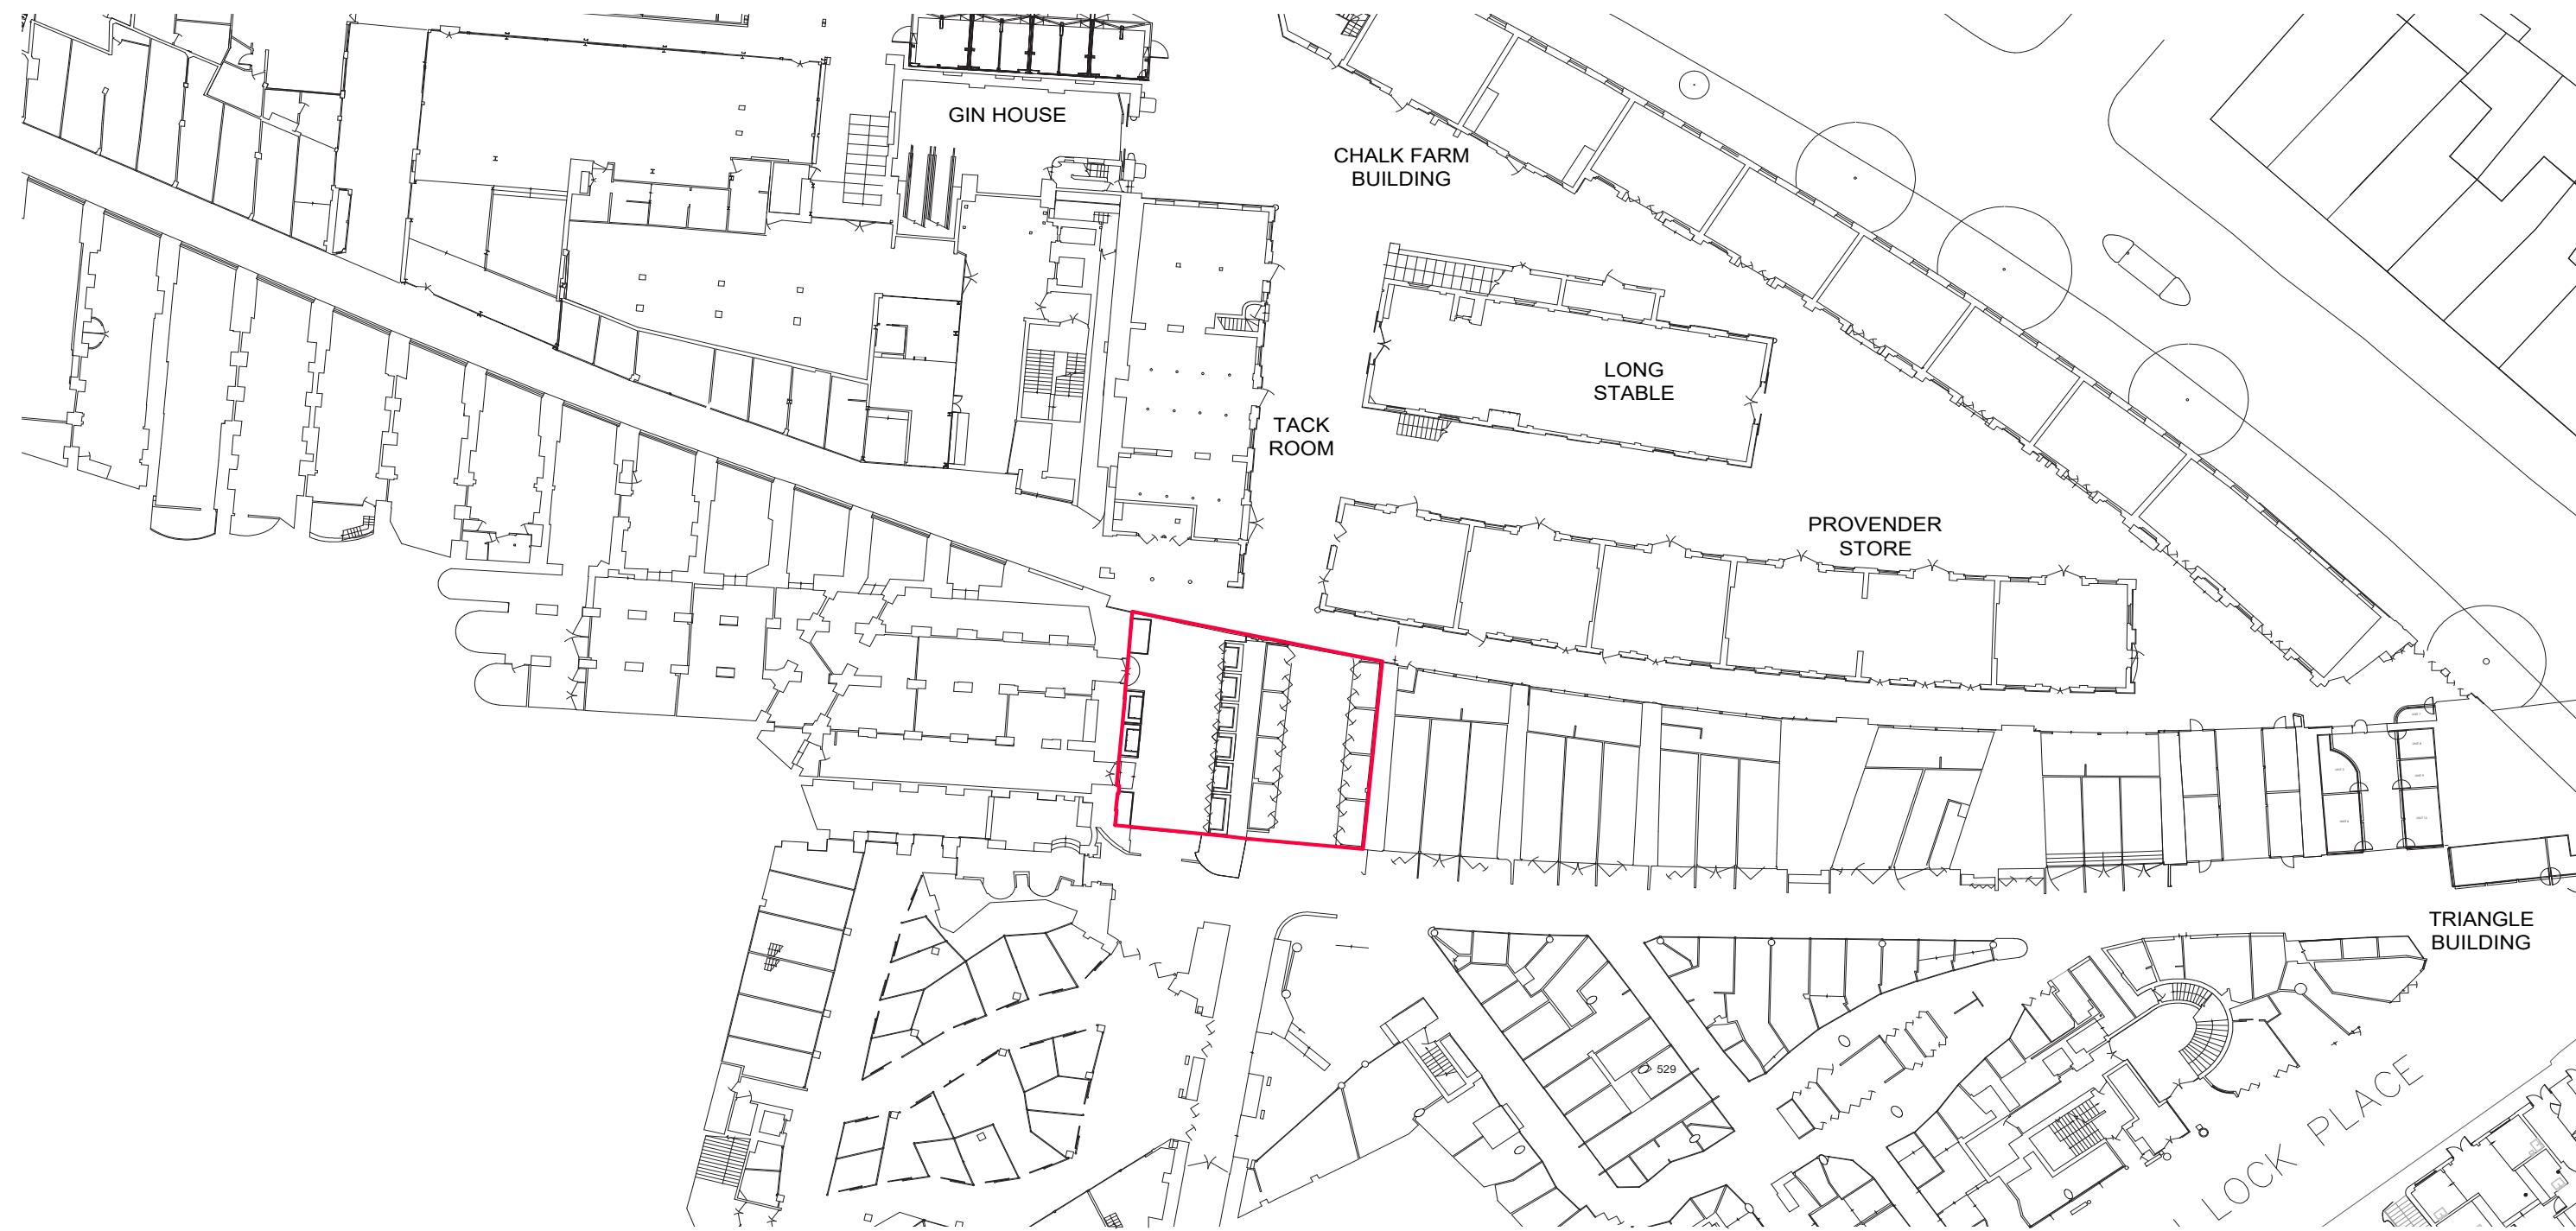 GIN HOUSE
CHALK FARM
BUILDING
LONG
STABLE
TACK
ROOM
PROVENDER
STORE
TRIANGLE
BUILDING
529
LOCK PLACE